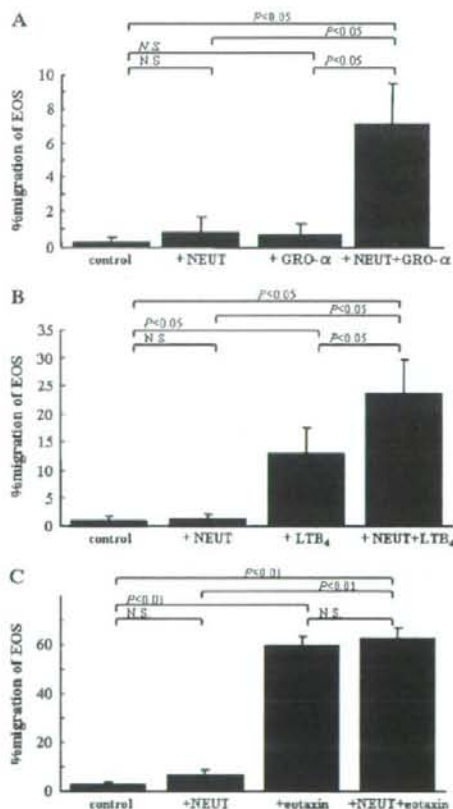 A
P<0.05
P<0.05
N.S
N.S
P<0.05
%migration of EOS
10
8
6
4
2
0
control
+ NEUT
+ GRO-α
+ NEUT+GRO-α
B
P<0.05
P<0.05
P<0.05
N.S
P<0.05
%migration of EOS
35
30
25
20
15
10
5
0
control
+ NEUT
+ LTB₄
+ NEUT+LTB₄
C
P<0.01
P<0.01
P<0.01
N.S.
N.S.
%migration of EOS
60
40
20
0
control
+NEUT
+eotaxin
+NEUT+eotaxin